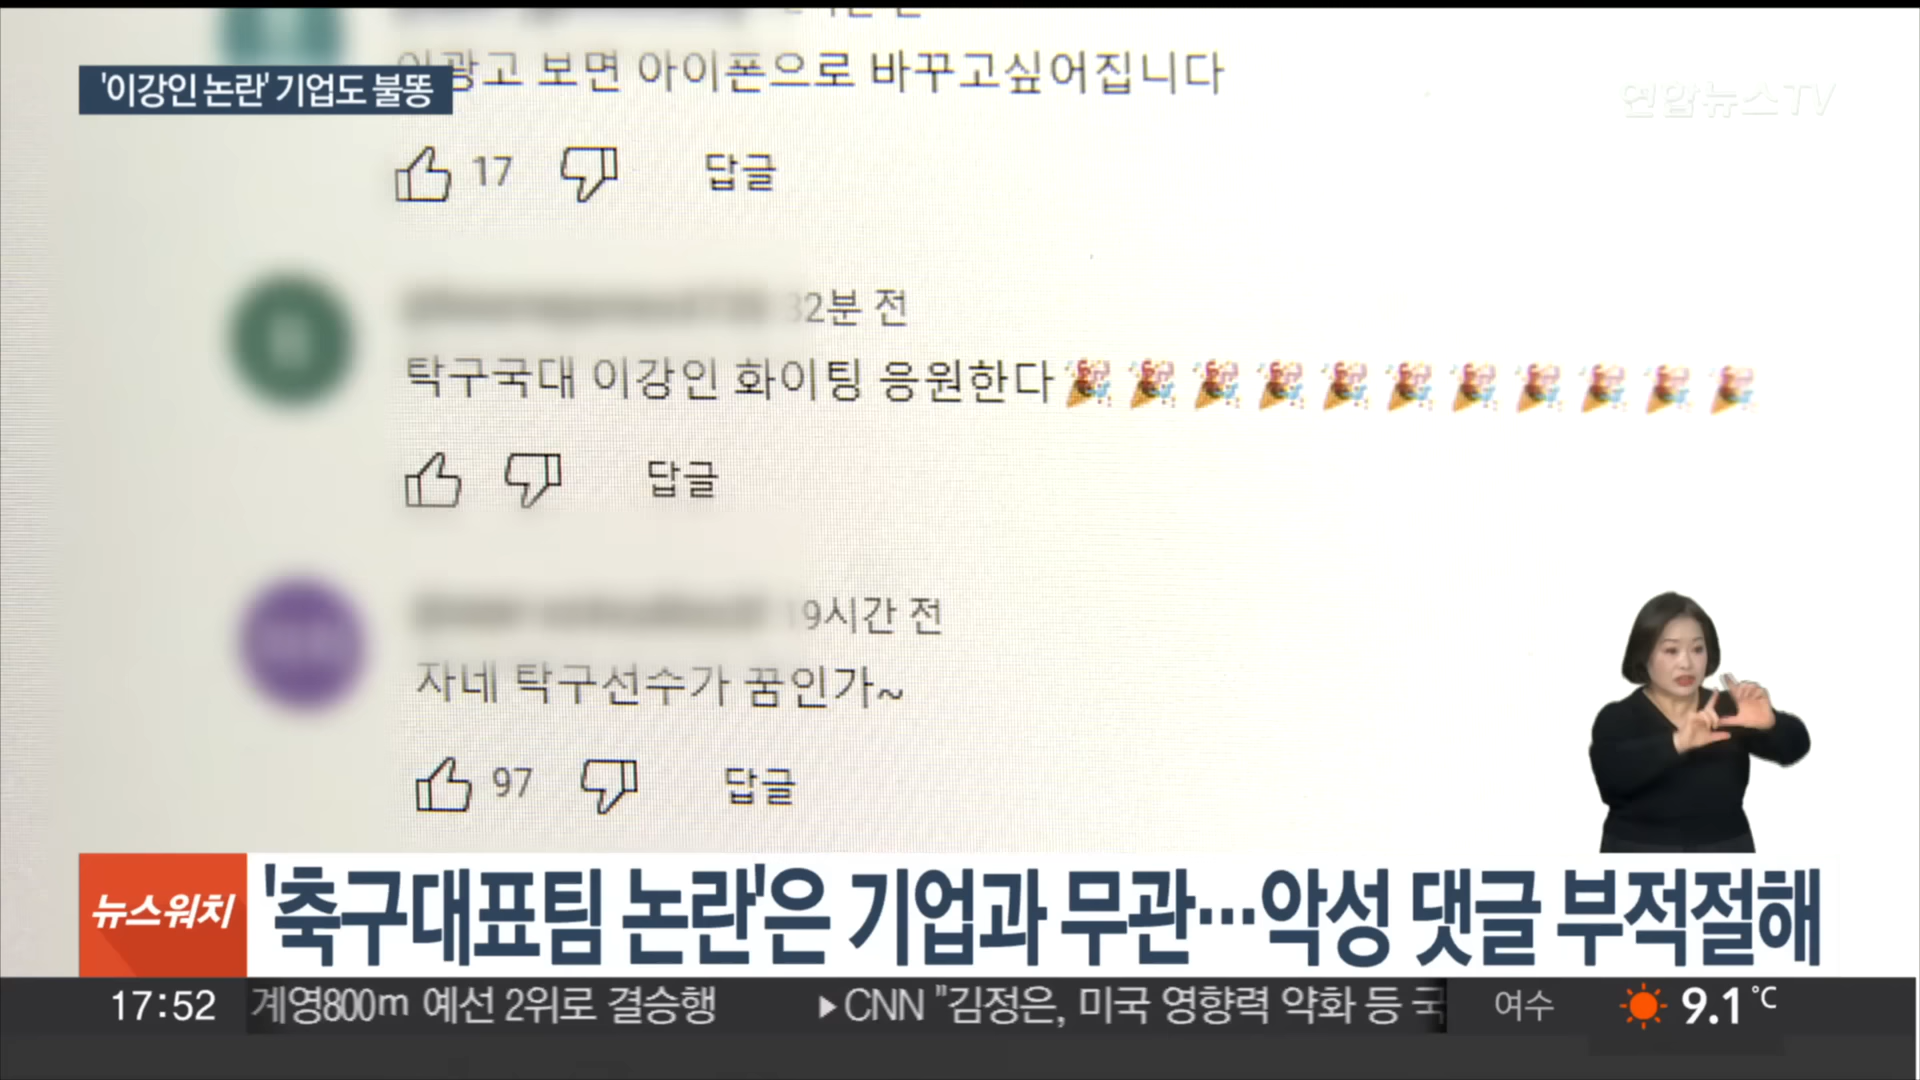 이광고 보면 아이폰으로 바꾸고싶어집니다
'이강인 논란' 기업도 불똥
연합뉴스TV
17
답글
32분 전
탁구국대 이강인 화이팅 응원한다🎉🎉🎉🎉🎉🎉🎉🎉🎉🎉🎉
답글
19시간 전
자네 탁구선수가 꿈인가~
97
답글
뉴스워치
'축구대표팀 논란'은 기업과 무관…악성 댓글 부적절해
17:52
계영800m 예선 2위로 결승행 ▶CNN "김정은, 미국 영향력 약화 등 국
여수 9.1℃